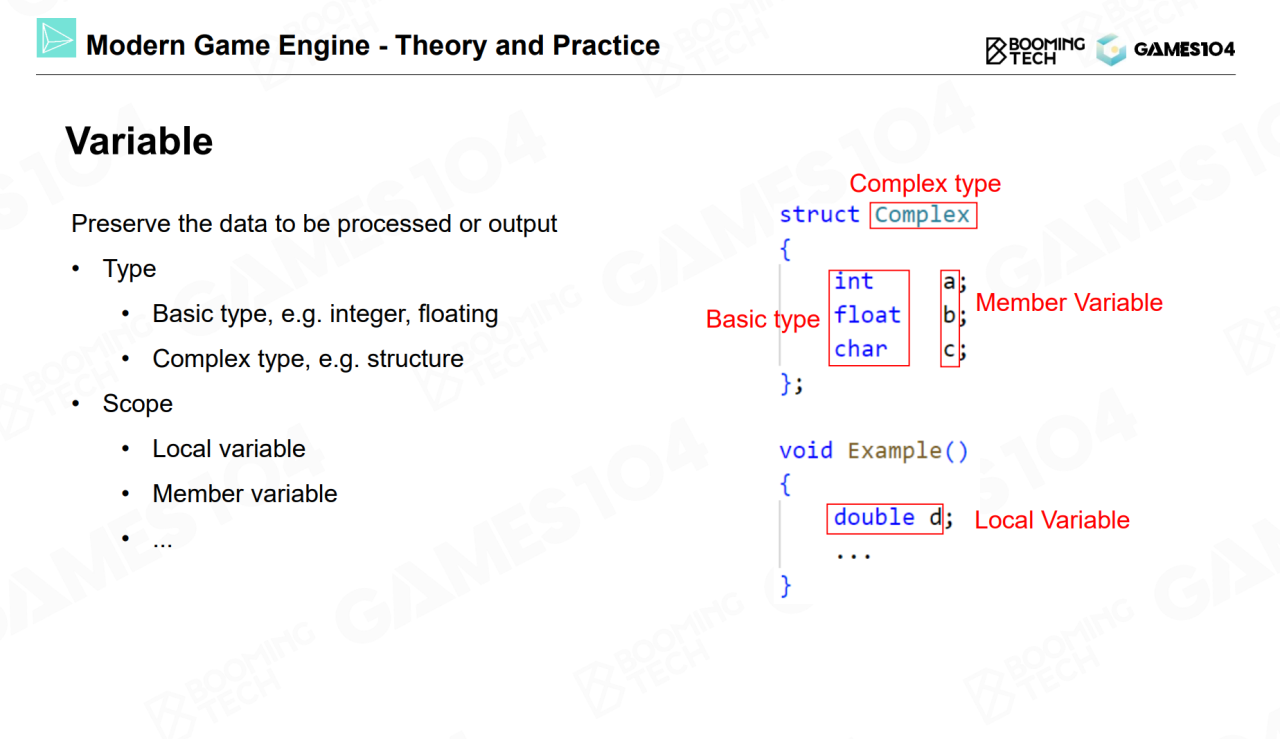 Modern Game Engine - Theory and Practice
BOOMING
TECH
GAMES104
Variable
Preserve the data to be processed or output
• Type
• Basic type, e.g. integer, floating
• Complex type, e.g. structure
• Scope
• Local variable
• Member variable
• ...
Complex type
struct Complex
{
int a;
float b;
char c;
};
Basic type
Member Variable
void Example()
{
double d;
...
}
Local Variable